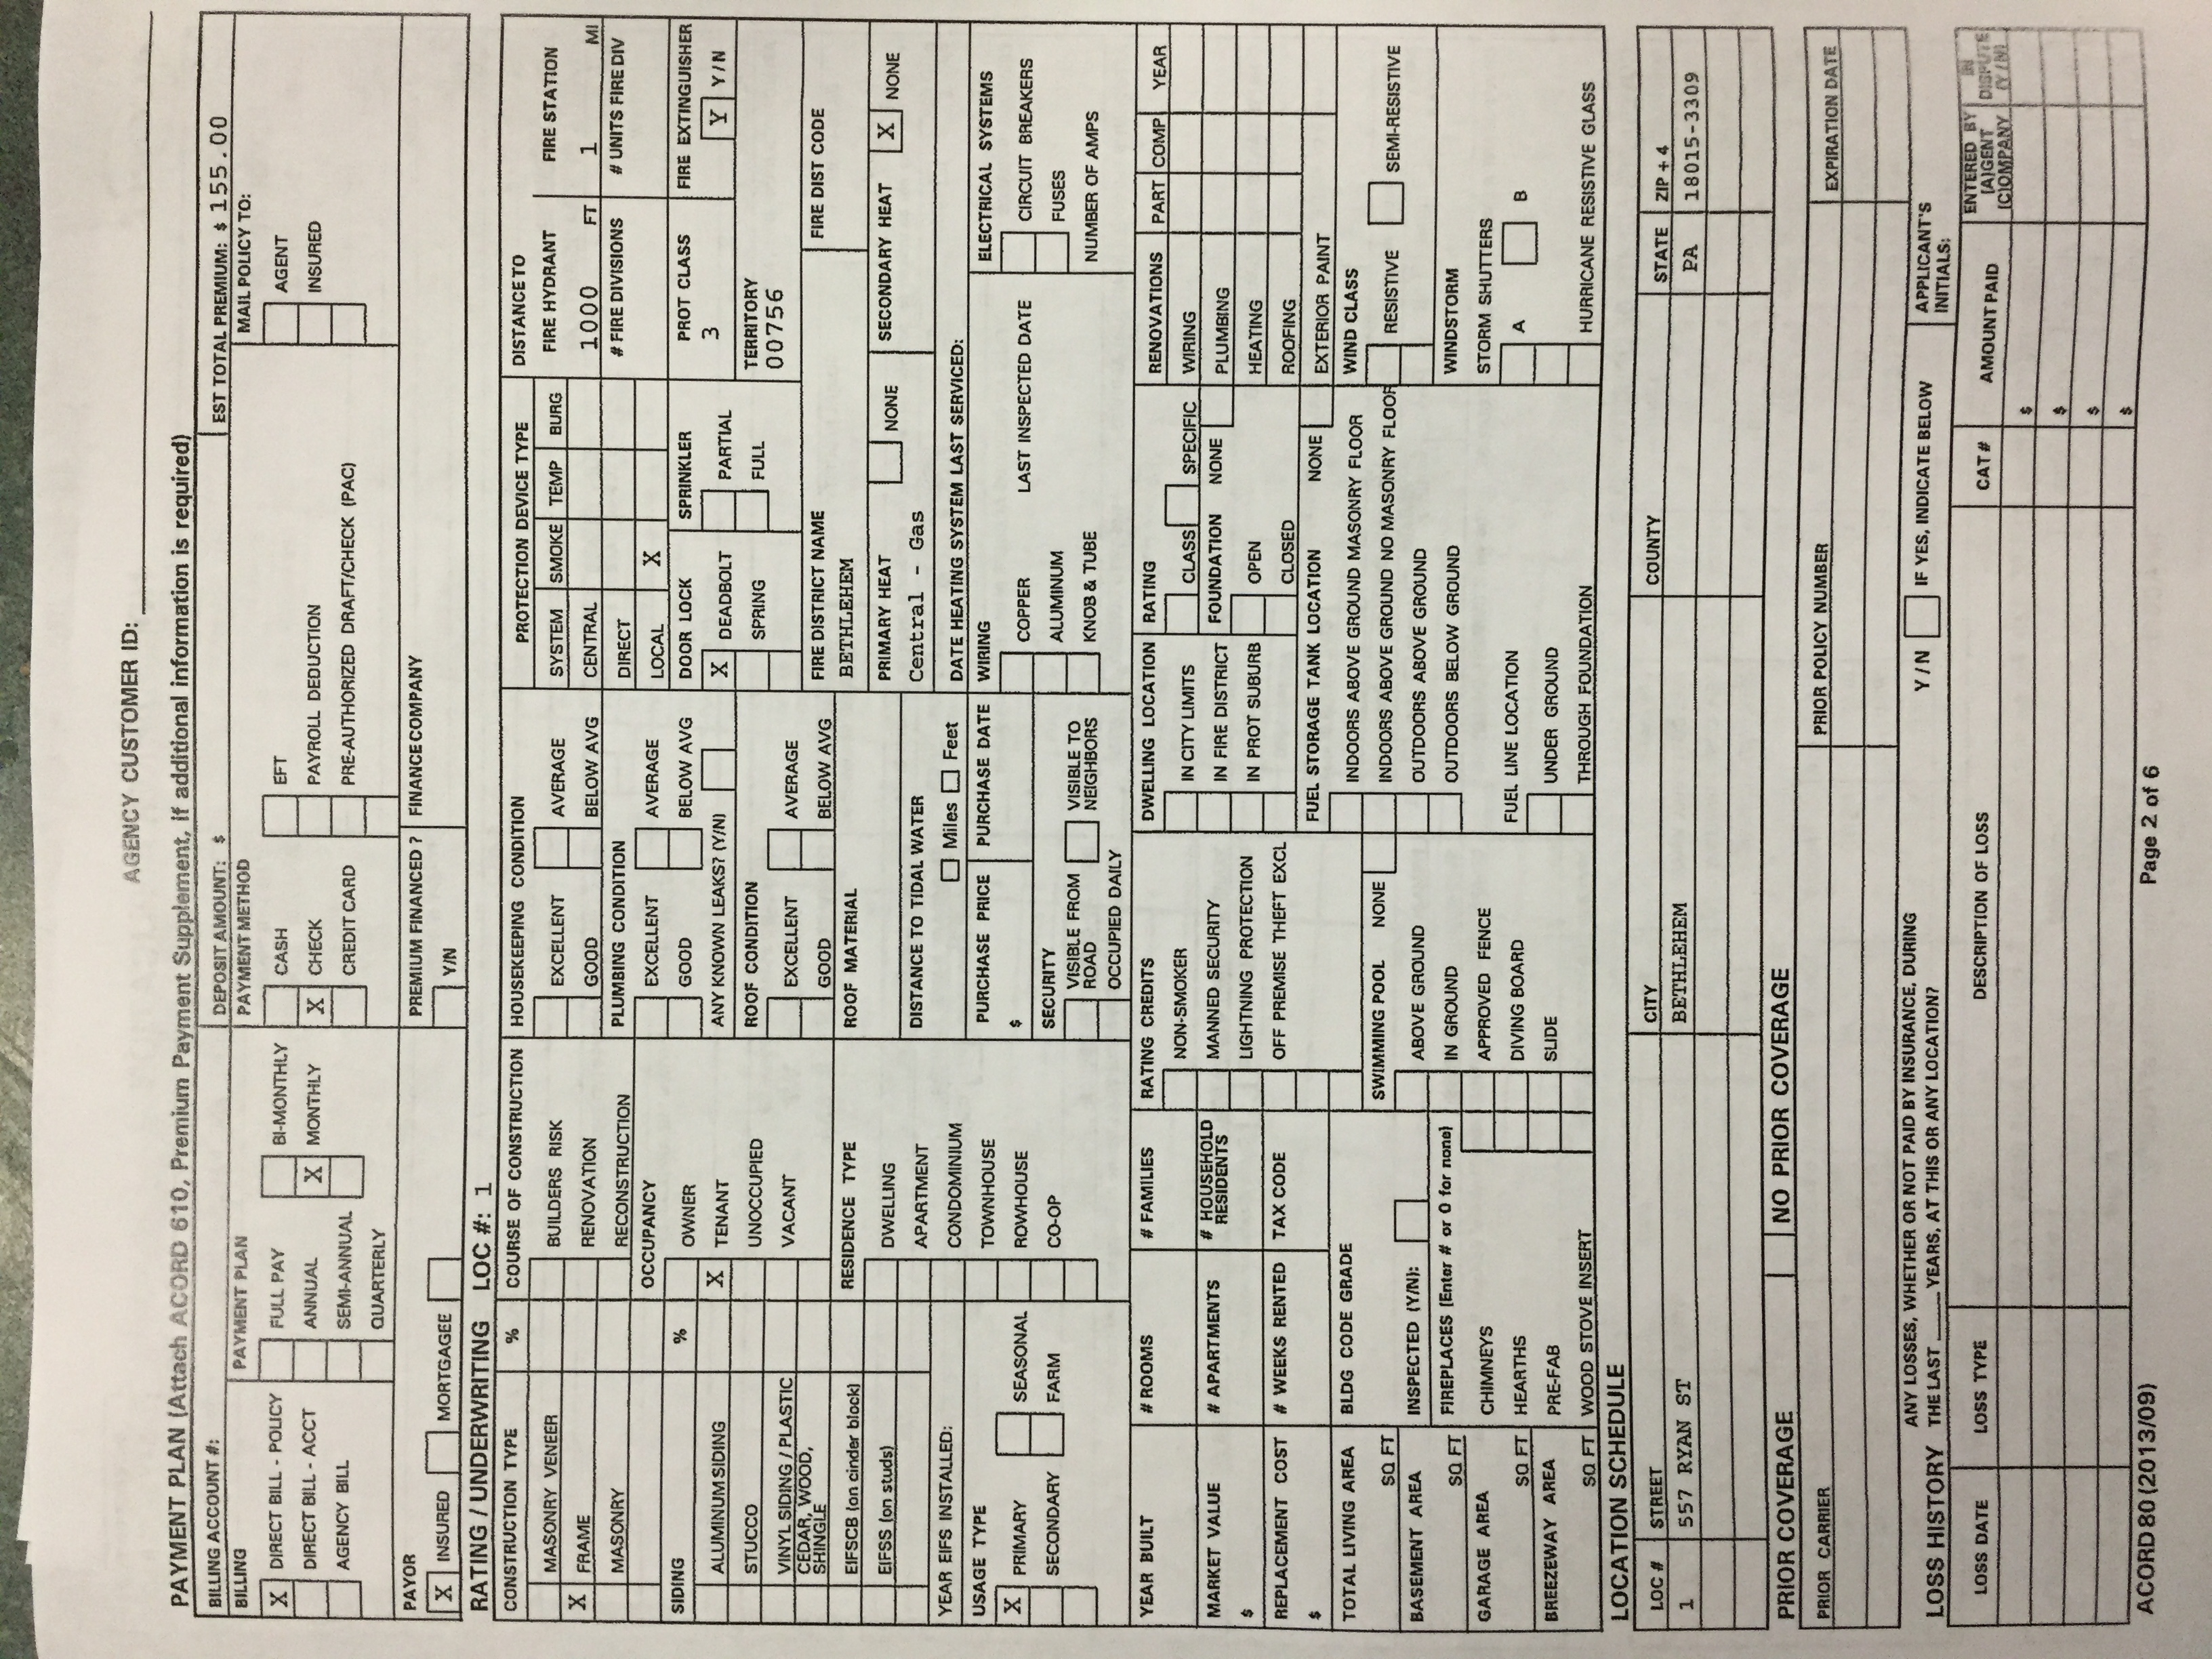 AGENCY CUSTOMER ID:
PAYMENT PLAN (Attach ACORD 610, Premium Payment Supplement, if additional information is required)
BILLING ACCOUNT #: DEPOSIT AMOUNT: $ EST TOTAL PREMIUM: $ 155.00
BILLING PAYMENT PLAN PAYMENT METHOD MAIL POLICY TO:
X DIRECT BILL - POLICY FULL PAY BI-MONTHLY CASH EFT AGENT
DIRECT BILL - ACCT ANNUAL X MONTHLY X CHECK PAYROLL DEDUCTION INSURED
AGENCY BILL SEMI-ANNUAL CREDIT CARD PRE-AUTHORIZED DRAFT/CHECK (PAC)
QUARTERLY
PAYOR PREMIUM FINANCED ? FINANCE COMPANY
X INSURED MORTGAGEE Y/N
RATING / UNDERWRITING LOC #: 1
CONSTRUCTION TYPE %
MASONRY VENEER
X FRAME
MASONRY
SIDING %
ALUMINUM SIDING
STUCCO
VINYL SIDING / PLASTIC
CEDAR, WOOD,
SHINGLE
EIFSCB (on cinder block)
EIFSS (on studs)
YEAR EIFS INSTALLED:
USAGE TYPE
X PRIMARY SEASONAL
SECONDARY FARM
COURSE OF CONSTRUCTION
BUILDERS RISK
RENOVATION
RECONSTRUCTION
OCCUPANCY
OWNER
X TENANT
UNOCCUPIED
VACANT
RESIDENCE TYPE
DWELLING
APARTMENT
CONDOMINIUM
TOWNHOUSE
ROWHOUSE
CO-OP
HOUSEKEEPING CONDITION
EXCELLENT AVERAGE
GOOD BELOW AVG
PLUMBING CONDITION
EXCELLENT AVERAGE
GOOD BELOW AVG
ANY KNOWN LEAKS? (Y/N)
ROOF CONDITION
EXCELLENT AVERAGE
GOOD BELOW AVG
ROOF MATERIAL
DISTANCE TO TIDAL WATER
Miles Feet
PURCHASE PRICE PURCHASE DATE
$
SECURITY
VISIBLE FROM VISIBLE TO
ROAD NEIGHBORS
OCCUPIED DAILY
PROTECTION DEVICE TYPE
SYSTEM SMOKE TEMP BURG
CENTRAL
DIRECT
LOCAL X
DISTANCE TO
FIRE HYDRANT FIRE STATION
1000 FT 1 MI
# FIRE DIVISIONS # UNITS FIRE DIV
DOOR LOCK SPRINKLER PROT CLASS FIRE EXTINGUISHER
X DEADBOLT PARTIAL 3 Y Y/N
SPRING FULL TERRITORY
00756
FIRE DISTRICT NAME FIRE DIST CODE
BETHLEHEM
PRIMARY HEAT NONE SECONDARY HEAT X NONE
Central - Gas
DATE HEATING SYSTEM LAST SERVICED:
WIRING ELECTRICAL SYSTEMS
COPPER LAST INSPECTED DATE CIRCUIT BREAKERS
ALUMINUM FUSES
KNOB & TUBE NUMBER OF AMPS
YEAR BUILT # ROOMS # FAMILIES
MARKET VALUE # APARTMENTS # HOUSEHOLD
RESIDENTS
$
REPLACEMENT COST # WEEKS RENTED TAX CODE
$
TOTAL LIVING AREA BLDG CODE GRADE
SQ FT
BASEMENT AREA INSPECTED (Y/N):
SQ FT FIREPLACES (Enter # or 0 for none)
GARAGE AREA CHIMNEYS
SQ FT HEARTHS
BREEZEWAY AREA PRE-FAB
SQ FT WOOD STOVE INSERT
RATING CREDITS
NON-SMOKER
MANNED SECURITY
LIGHTNING PROTECTION
OFF PREMISE THEFT EXCL
SWIMMING POOL NONE
ABOVE GROUND
IN GROUND
APPROVED FENCE
DIVING BOARD
SLIDE
DWELLING LOCATION RATING
IN CITY LIMITS CLASS SPECIFIC
IN FIRE DISTRICT FOUNDATION NONE
IN PROT SUBURB OPEN
CLOSED
FUEL STORAGE TANK LOCATION NONE
INDOORS ABOVE GROUND MASONRY FLOOR
INDOORS ABOVE GROUND NO MASONRY FLOOR
OUTDOORS ABOVE GROUND
OUTDOORS BELOW GROUND
FUEL LINE LOCATION
UNDER GROUND
THROUGH FOUNDATION
RENOVATIONS PART COMP YEAR
WIRING
PLUMBING
HEATING
ROOFING
EXTERIOR PAINT
WIND CLASS
RESISTIVE SEMI-RESISTIVE
WINDSTORM
STORM SHUTTERS
A B
HURRICANE RESISTIVE GLASS
LOCATION SCHEDULE
LOC # STREET CITY COUNTY STATE ZIP + 4
1 557 RYAN ST BETHLEHEM PA 18015-3309
PRIOR COVERAGE NO PRIOR COVERAGE
PRIOR CARRIER PRIOR POLICY NUMBER EXPIRATION DATE
ANY LOSSES, WHETHER OR NOT PAID BY INSURANCE, DURING
LOSS HISTORY THE LAST ____ YEARS, AT THIS OR ANY LOCATION? Y / N IF YES, INDICATE BELOW APPLICANT'S
INITIALS:
LOSS DATE LOSS TYPE DESCRIPTION OF LOSS CAT # AMOUNT PAID ENTERED BY
(A)GENT
(C)OMPANY
IN
DISPUTE
(Y / N)
$
$
$
$
ACORD 80 (2013/09) Page 2 of 6